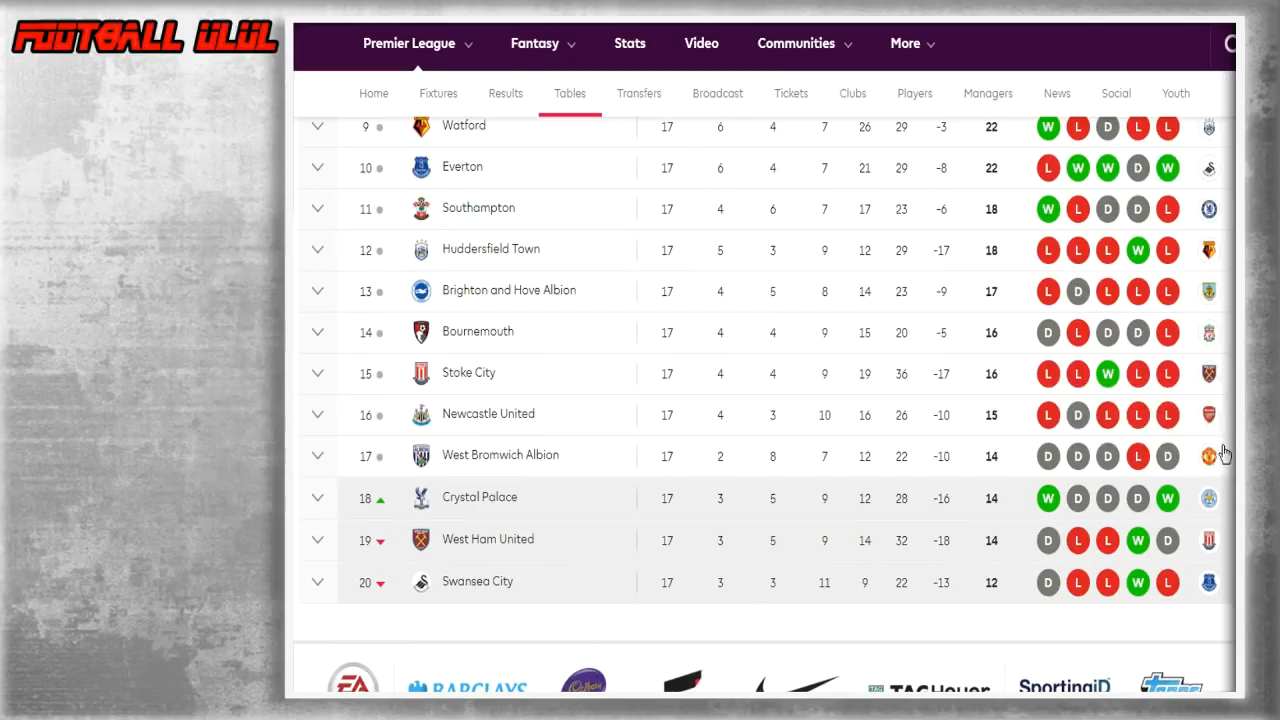 FOOTBALL ULUL
Premier League Fantasy Stats Video Communities More
Home Fixtures Results Tables Transfers Broadcast Tickets Clubs Players Managers News Social Youth
9 Watford 17 6 4 7 26 29 -3 22 W L D L L
10 Everton 17 6 4 7 21 29 -8 22 L W W D W
11 Southampton 17 4 6 7 17 23 -6 18 W L D D L
12 Huddersfield Town 17 5 3 9 12 29 -17 18 L L L W L
13 Brighton and Hove Albion 17 4 5 8 14 23 -9 17 L D L L L
14 Bournemouth 17 4 4 9 15 20 -5 16 D L D D L
15 Stoke City 17 4 4 9 19 36 -17 16 L L W L L
16 Newcastle United 17 4 3 10 16 26 -10 15 L D L L L
17 West Bromwich Albion 17 2 8 7 12 22 -10 14 D D D L D
18 Crystal Palace 17 3 5 9 12 28 -16 14 W D D D W
19 West Ham United 17 3 5 9 14 32 -18 14 D L L W D
20 Swansea City 17 3 3 11 9 22 -13 12 D L L W L
EA BARCLAYS Cadbury TAG TAGHeuer SportingiD Topps